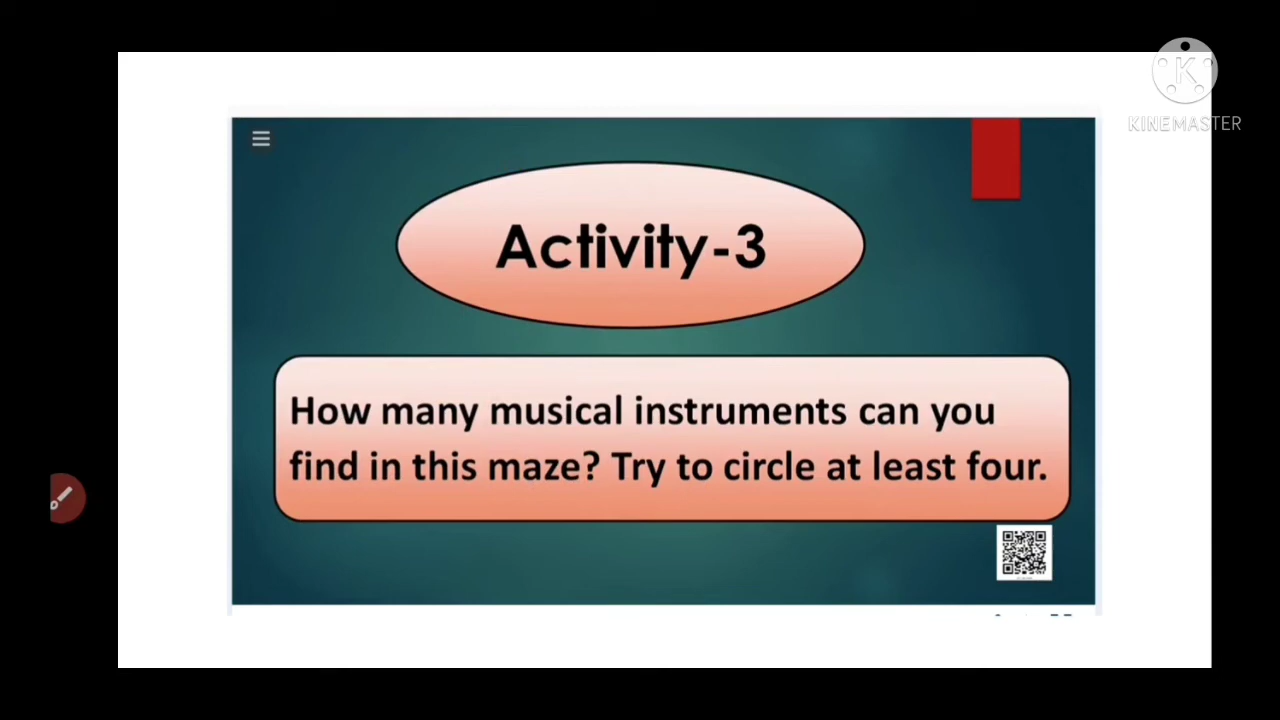 K
KINEMASTER
Activity-3
How many musical instruments can you
find in this maze? Try to circle at least four.